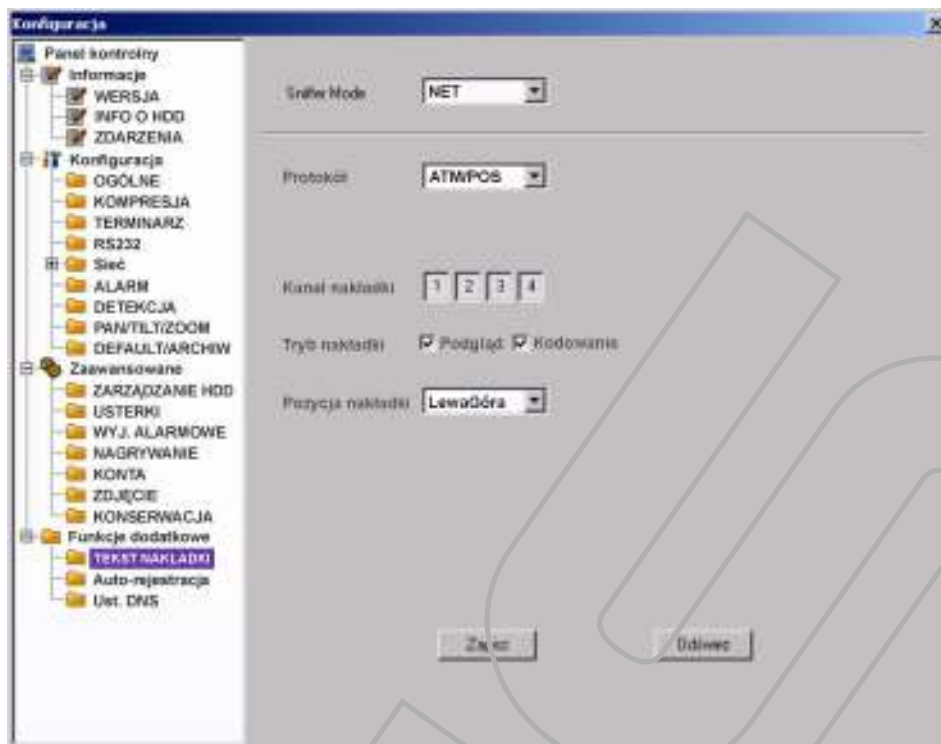 Konfiguracja
Panel kontrolny
Informacje
WERSJA
INFO O HDD
ZDARZENIA
Konfiguracja
OGÓLNE
KOMPRESJA
TERMINARZ
RS232
Sieć
ALARM
DETEKCJA
PAN/TILT/ZOOM
DEFAULT/ARCHIW
Zaawansowane
ZARZĄDZANIE HDD
USTERKI
WYJ. ALARMOWE
NAGRYWANIE
KONTA
ZDJĘCIE
KONSERWACJA
Funkcje dodatkowe
TEKST NAKLADKI
Auto-rejestracja
Ust. DNS
Mode NET
Protokół ATM/POS
Kanał nakładki 1 2 3 4
Tryb nakładki Podgląd Kodowanie
Pozycja nakładki LewaGóra
Zapisz